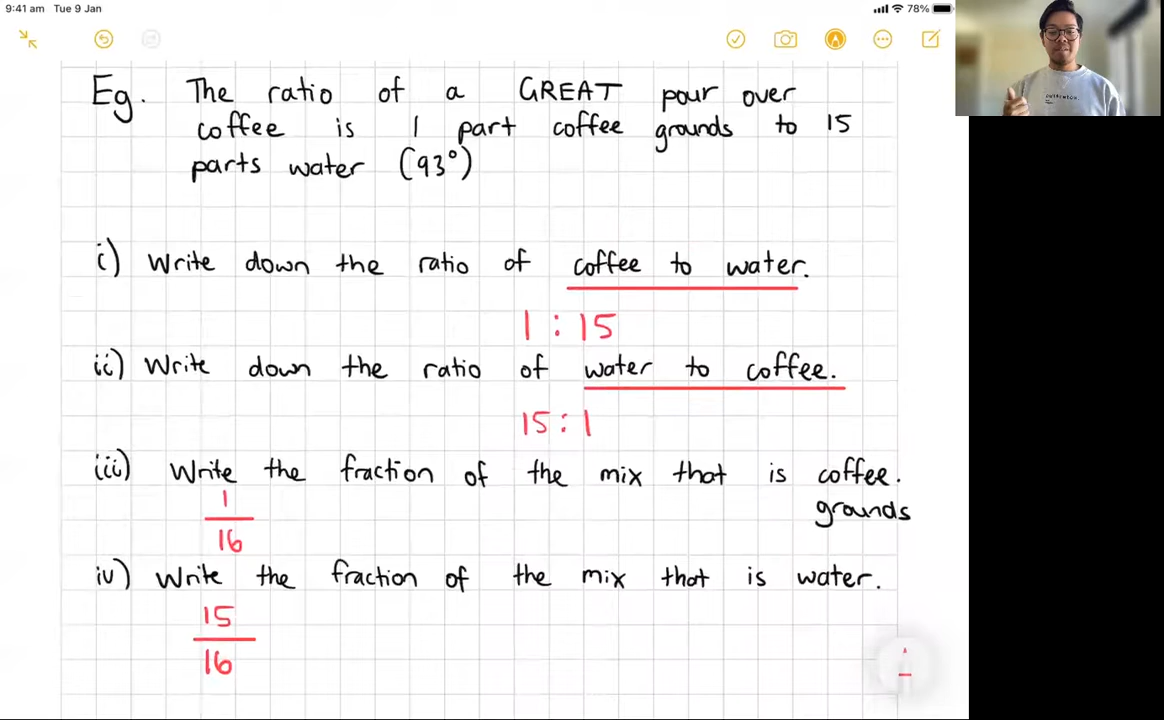 9:41 am Tue 9 Jan
78%
Eg. The ratio of a GREAT pour over
coffee is 1 part coffee grounds to 15
parts water (93°)
i) Write down the ratio of coffee to water.
1 : 15
ii) Write down the ratio of water to coffee.
15 : 1
iii) Write the fraction of the mix that is coffee.
grounds
1
16
iv) Write the fraction of the mix that is water.
15
16